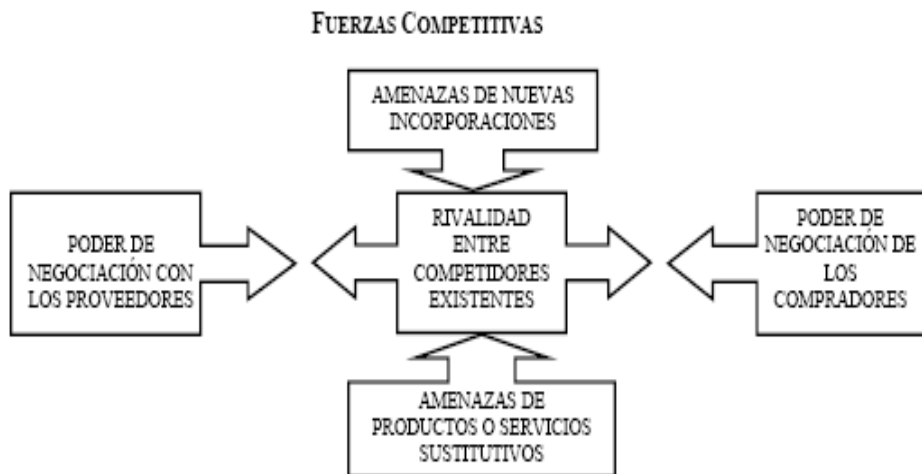 FUERZAS COMPETITIVAS
AMENAZAS DE NUEVAS
INCORPORACIONES
PODER DE
NEGOCIACIÓN CON
LOS PROVEEDORES
RIVALIDAD
ENTRE
COMPETIDORES
EXISTENTES
PODER DE
NEGOCIACIÓN DE
LOS
COMPRADORES
AMENAZAS DE
PRODUCTOS O SERVICIOS
SUSTITUTIVOS